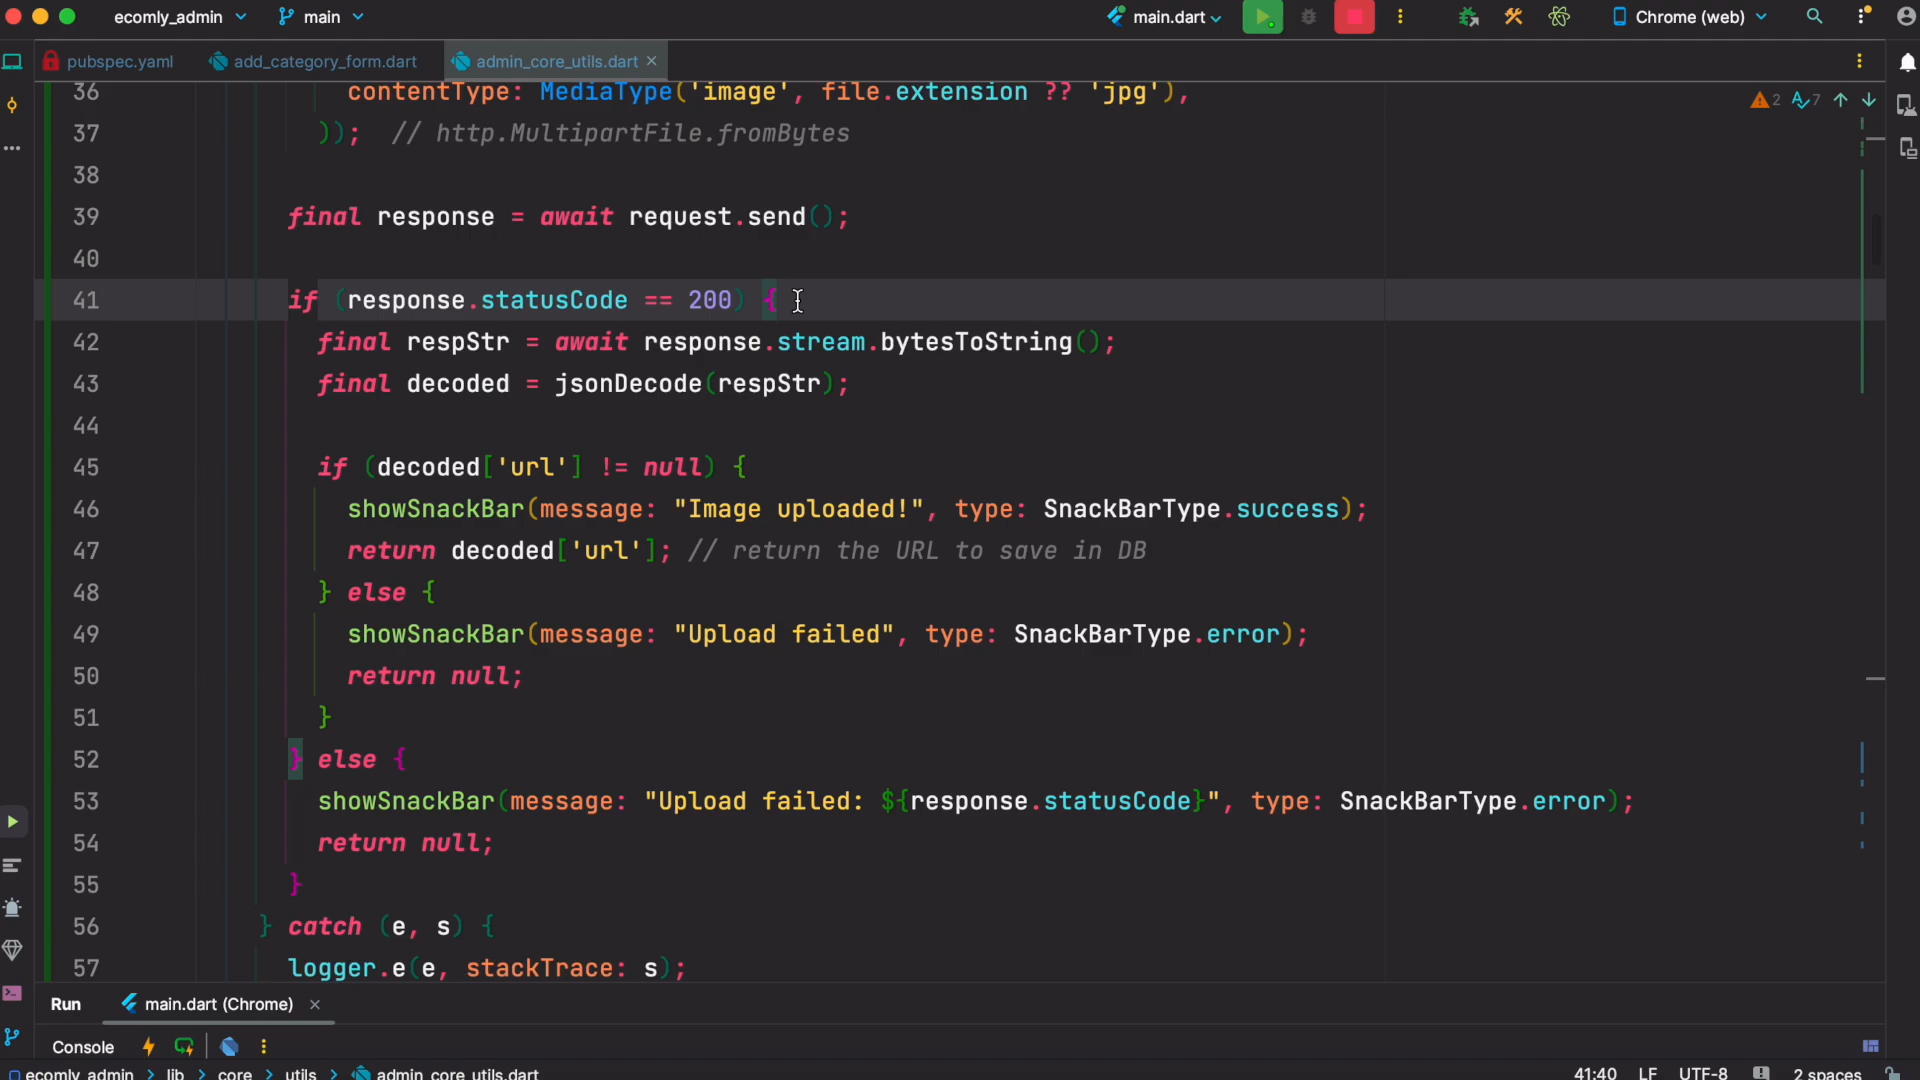 ecomly_admin main main.dart Chrome (web)
pubspec.yaml add_category_form.dart admin_core_utils.dart
36 contentType: MediaType('image', file.extension ?? 'jpg'),
2 7
37 )); // http.MultipartFile.fromBytes
38
39 final response = await request.send();
40
41 if (response.statusCode == 200) {
42 final respStr = await response.stream.bytesToString();
43 final decoded = jsonDecode(respStr);
44
45 if (decoded['url'] != null) {
46 showSnackBar(message: "Image uploaded!", type: SnackBarType.success);
47 return decoded['url']; // return the URL to save in DB
48 } else {
49 showSnackBar(message: "Upload failed", type: SnackBarType.error);
50 return null;
51 }
52 } else {
53 showSnackBar(message: "Upload failed: ${response.statusCode}", type: SnackBarType.error);
54 return null;
55 }
56 } catch (e, s) {
57 logger.e(e, stackTrace: s);
Run main.dart (Chrome)
Console
ecomly_admin > lib > core > utils > admin_core_utils.dart 41:40 LF UTF-8 2 spaces